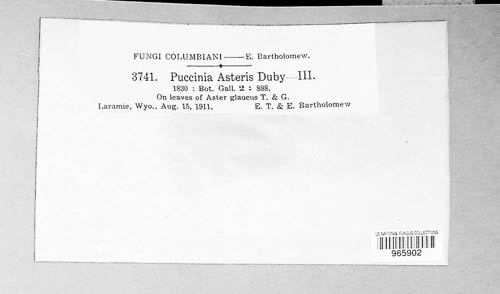 FUNGI COLUMBIANI——E. Bartholomew.
3741. Puccinia Asteris Duby—III.
1830 : Bot. Gall. 2 : 888.
On leaves of Aster glaucus T. & G.
Laramie, Wyo., Aug. 15, 1911, E. T. & E. Bartholomew
US NATIONAL FUNGUS COLLECTIONS
965902